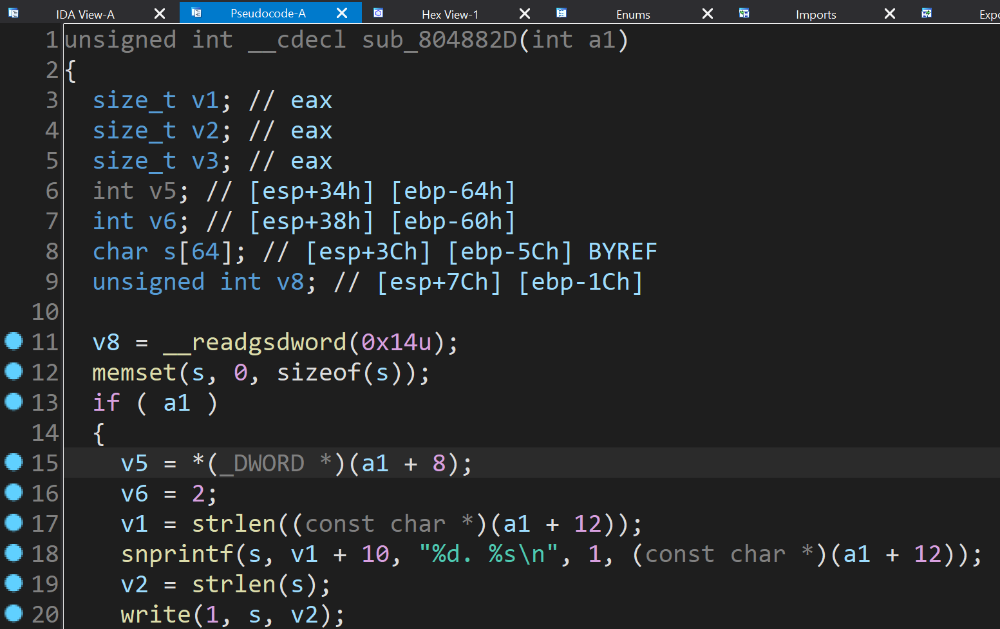 IDA View-A Pseudocode-A Hex View-1 Enums Imports
1 unsigned int __cdecl sub_804882D(int a1)
2 {
3   size_t v1; // eax
4   size_t v2; // eax
5   size_t v3; // eax
6   int v5; // [esp+34h] [ebp-64h]
7   int v6; // [esp+38h] [ebp-60h]
8   char s[64]; // [esp+3Ch] [ebp-5Ch] BYREF
9   unsigned int v8; // [esp+7Ch] [ebp-1Ch]
10
11   v8 = __readgsdword(0x14u);
12   memset(s, 0, sizeof(s));
13   if ( a1 )
14   {
15     v5 = *(_DWORD *)(a1 + 8);
16     v6 = 2;
17     v1 = strlen((const char *)(a1 + 12));
18     snprintf(s, v1 + 10, "%d. %s\n", 1, (const char *)(a1 + 12));
19     v2 = strlen(s);
20     write(1, s, v2);